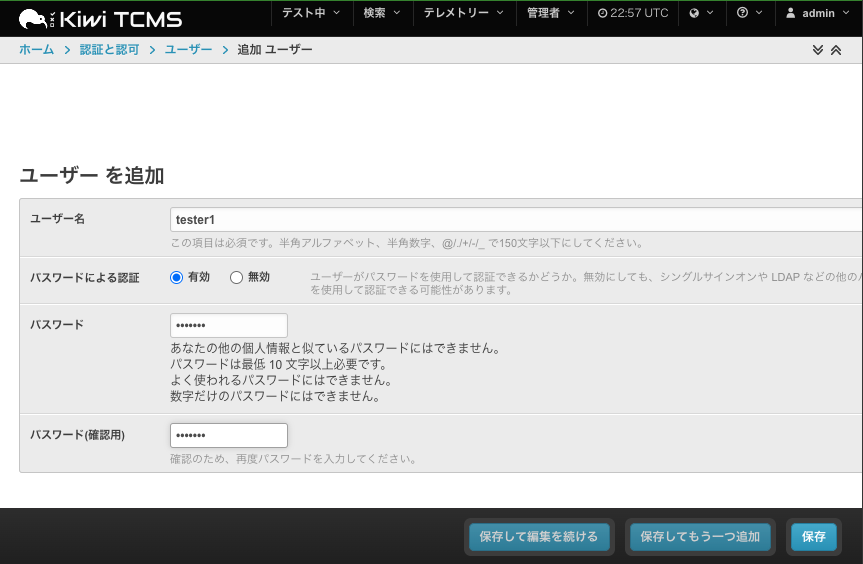 Kiwi TCMS
テスト中 検索 テレメトリー 管理者 22:57 UTC admin
ホーム > 認証と認可 > ユーザー > 追加 ユーザー
ユーザー を追加
ユーザー名 tester1
この項目は必須です。半角アルファベット、半角数字、@/./+/-/_ で150文字以下にしてください。
パスワードによる認証 有効 無効 ユーザーがパスワードを使用して認証できるかどうか。無効にしても、シングルサインオンや LDAP などの他の
を使用して認証できる可能性があります。
パスワード •••••••
あなたの他の個人情報と似ているパスワードにはできません。
パスワードは最低 10 文字以上必要です。
よく使われるパスワードにはできません。
数字だけのパスワードにはできません。
パスワード(確認用) •••••••
確認のため、再度パスワードを入力してください。
保存して編集を続ける 保存してもう一つ追加 保存